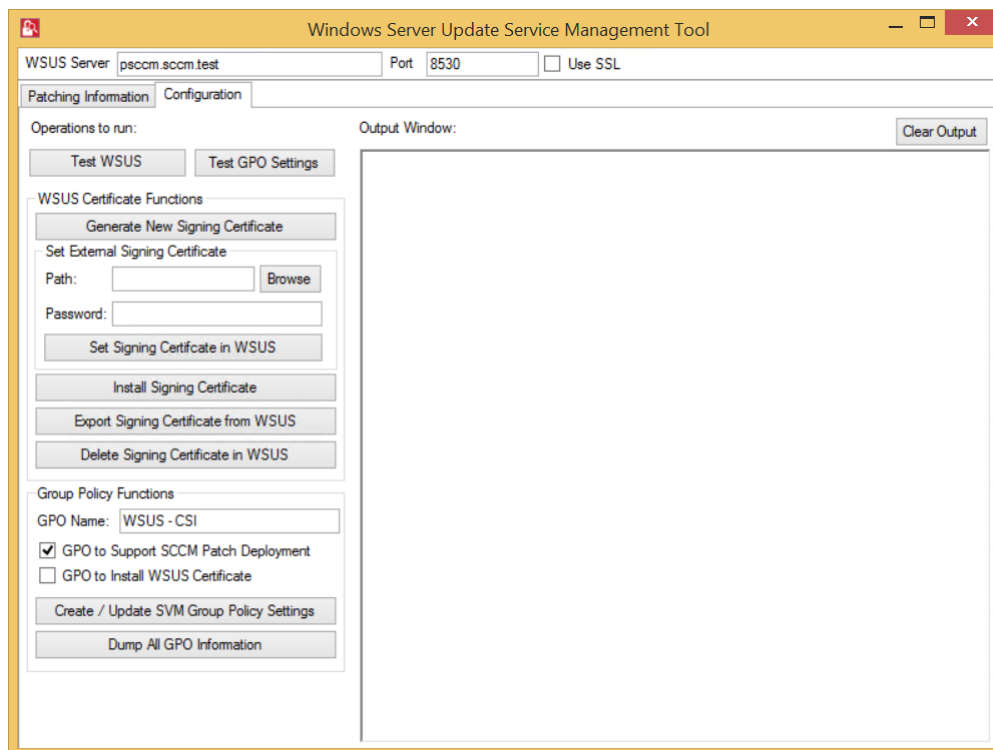 Windows Server Update Service Management Tool
WSUS Server psccm.sccm.test Port 8530 Use SSL
Patching Information Configuration
Operations to run: Output Window: Clear Output
Test WSUS Test GPO Settings
WSUS Certificate Functions
Generate New Signing Certificate
Set External Signing Certificate
Path: Browse
Password:
Set Signing Certifcate in WSUS
Install Signing Certificate
Export Signing Certificate from WSUS
Delete Signing Certificate in WSUS
Group Policy Functions
GPO Name: WSUS - CSI
GPO to Support SCCM Patch Deployment
GPO to Install WSUS Certificate
Create / Update SVM Group Policy Settings
Dump All GPO Information